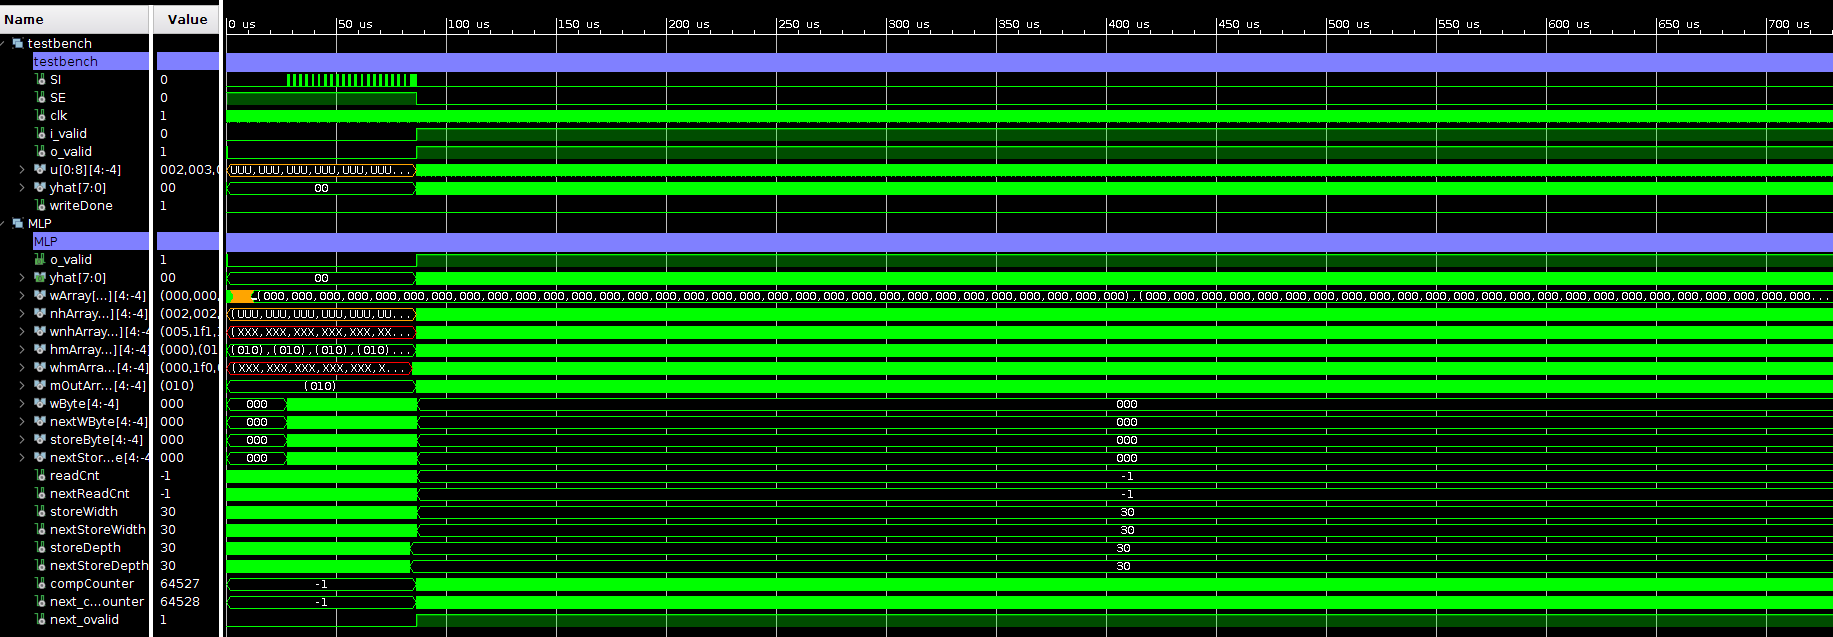 Name Value 0 us 50 us 100 us 150 us 200 us 250 us 300 us 350 us 400 us 450 us 500 us 550 us 600 us 650 us 700 us
testbench
testbench
SI 0
SE 0
clk 1
i_valid 0
o_valid 1
u[0:8][4:-4] 002,003,0 UUU,UUU,UUU,UUU,UUU,UUU...
yhat[7:0] 00 00
writeDone 1
MLP
MLP
o_valid 1
yhat[7:0] 00 00
wArray[...][4:-4] (000,000, (000,000,000,000,000,000,000,000,000,000,000,000,000,000,000,000,000,000,000,000,000,000,000,000,000,000,000,000,000,000,000),(000,000,000,000,000,000,000,000,000,000,000,000,000,000,000,000,000,000,000,000,000,000,000,000...
nhArray...][4:-4] (002,002, (UUU,UUU,UUU,UUU,UUU,UU...
wnhArray...][4:-4 (005,1f1, (XXX,XXX,XXX,XXX,XXX,XX...
hmArray...][4:-4] (000),(01 (010),(010),(010),(010)...
whmArra...][4:-4] (000,1f0,0 (XXX,XXX,XXX,XXX,XXX,X...
mOutArr...[4:-4] (010) (010)
wByte[4:-4] 000 000 000
nextWByte[4:-4] 000 000 000
storeByte[4:-4] 000 000 000
nextStor...e[4:-4 000 000 000
readCnt -1 -1
nextReadCnt -1 -1
storeWidth 30 30
nextStoreWidth 30 30
storeDepth 30 30
nextStoreDepth 30 30
compCounter 64527 -1
next_c...ounter 64528 -1
next_ovalid 1